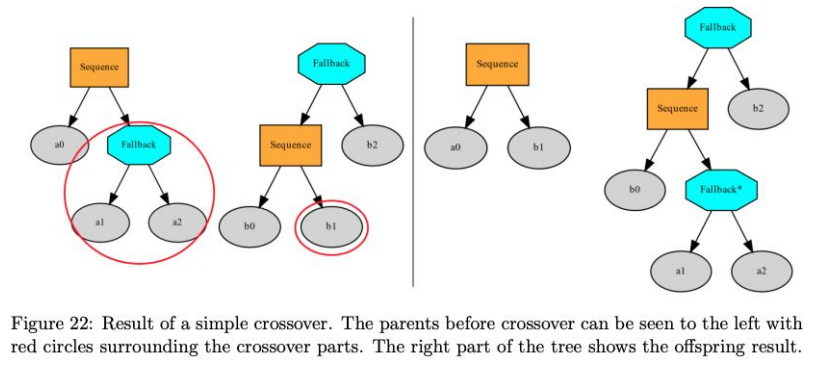 Sequence
a0
Fallback
a1
a2
Fallback
Sequence
b2
b0
b1
Sequence
a0
b1
Fallback
Sequence
b2
b0
Fallback*
a1
a2
Figure 22: Result of a simple crossover. The parents before crossover can be seen to the left with
red circles surrounding the crossover parts. The right part of the tree shows the offspring result.